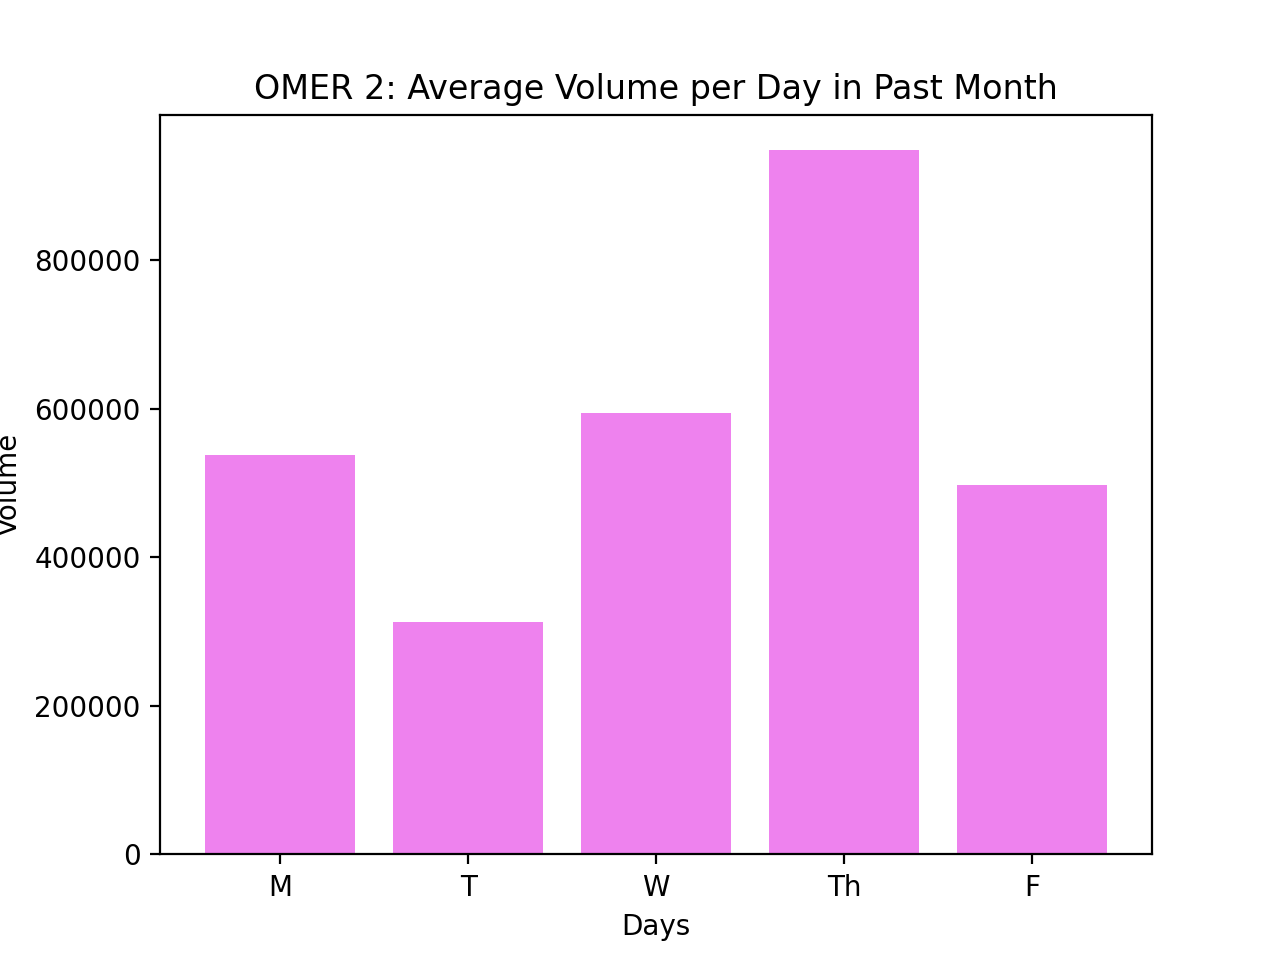 OMER 2: Average Volume per Day in Past Month
800000
600000
400000
200000
0
Volume
M T W Th F
Days